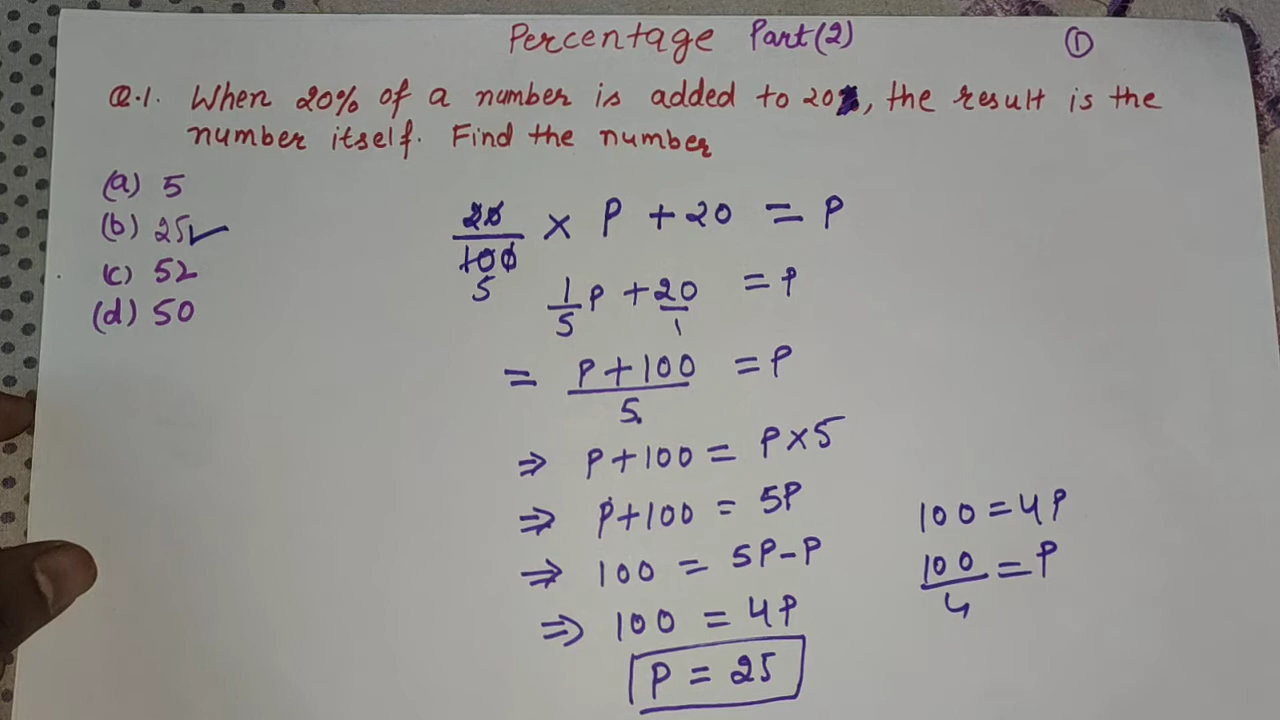 Percentage Part(2)
①
Q.1. When 20% of a number is added to 20, the result is the
number itself. Find the number
(a) 5
(b) 25 ✓
(c) 52
(d) 50
20/100 × P + 20 = P
5
1/5 P + 20/1 = P
= P+100/5 = P
⇒ P+100 = P×5
⇒ P+100 = 5P
⇒ 100 = 5P-P
⇒ 100 = 4P
P = 25
100 = 4P
100/4 = P